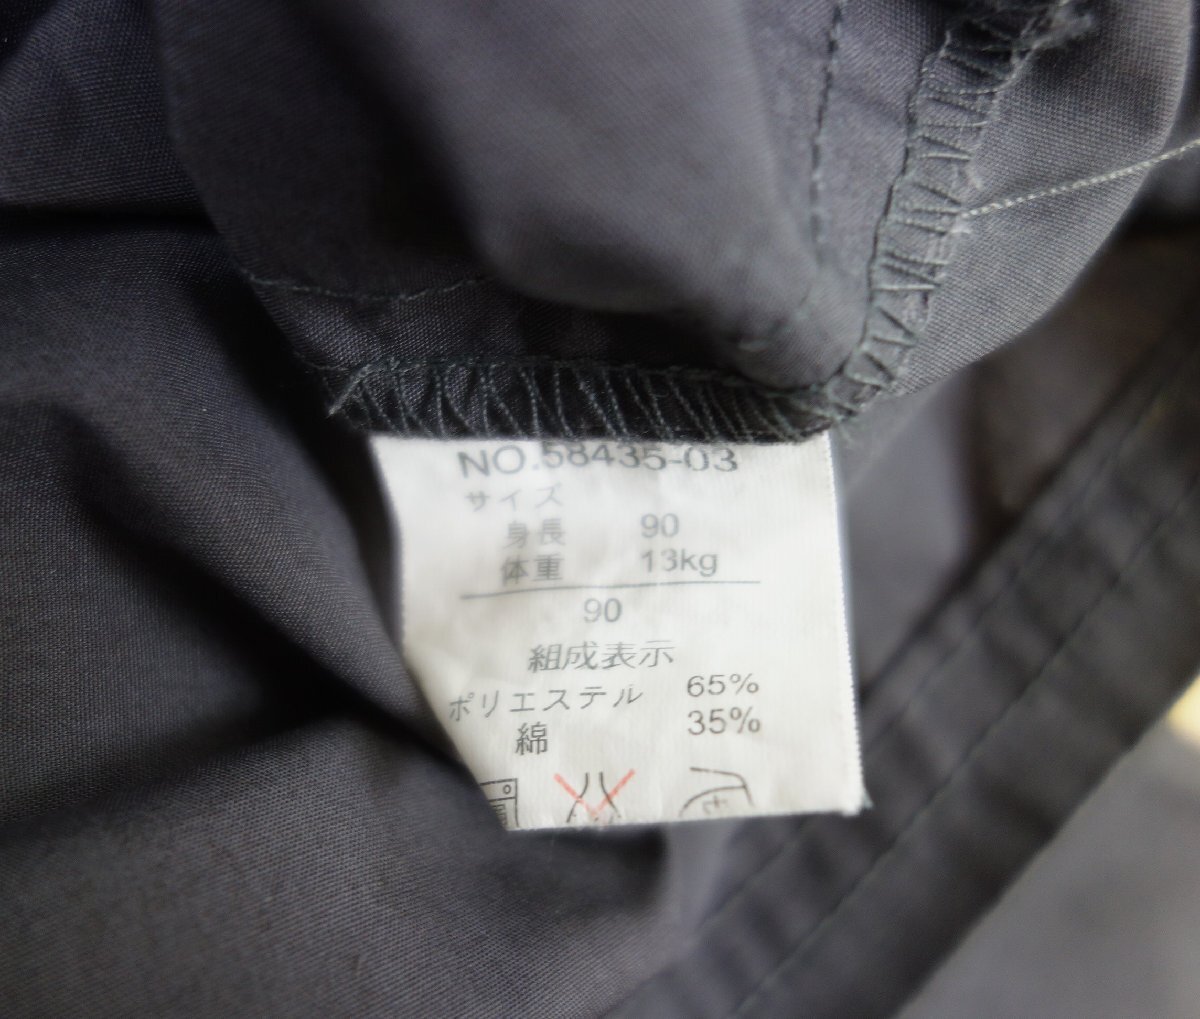 NO.58435-03
サイズ
身長 90
体重 13kg
90
組成表示
ポリエステル 65%
綿 35%